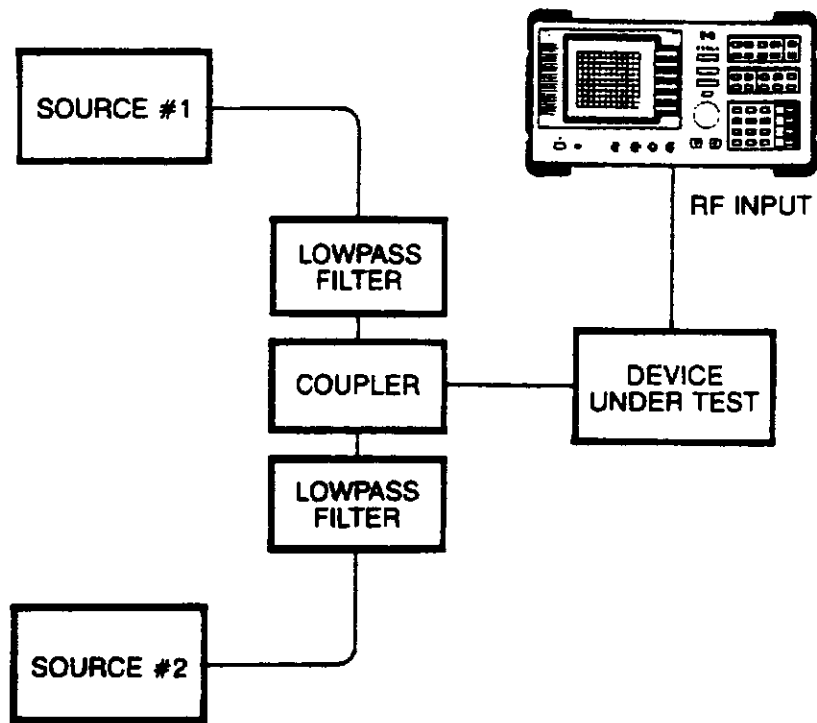 SOURCE #1
RF INPUT
LOWPASS
FILTER
COUPLER
DEVICE
UNDER TEST
LOWPASS
FILTER
SOURCE #2